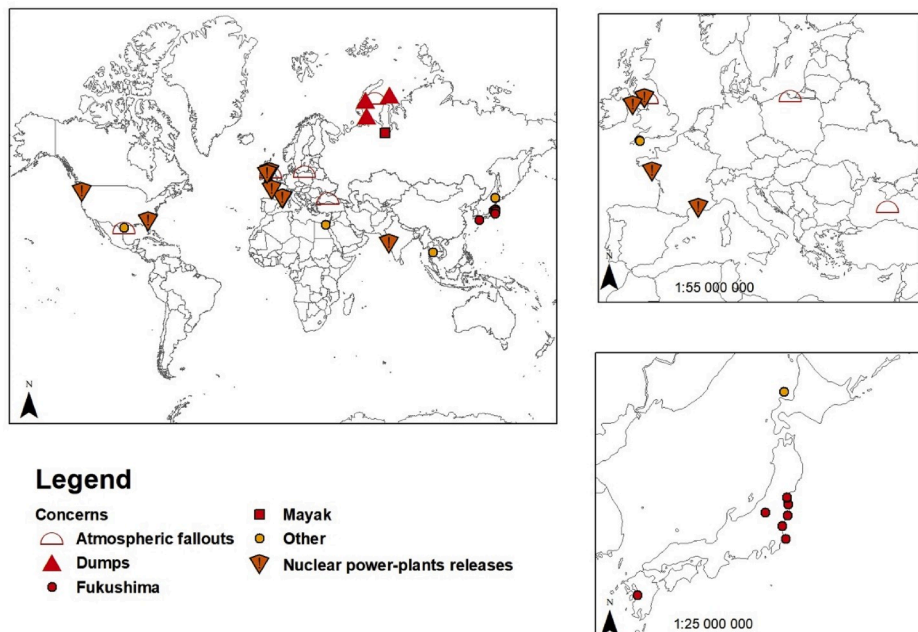 N
1:55 000 000
N
N
1:25 000 000
Legend
Concerns
Atmospheric fallouts
Dumps
Fukushima
Mayak
Other
Nuclear power-plants releases